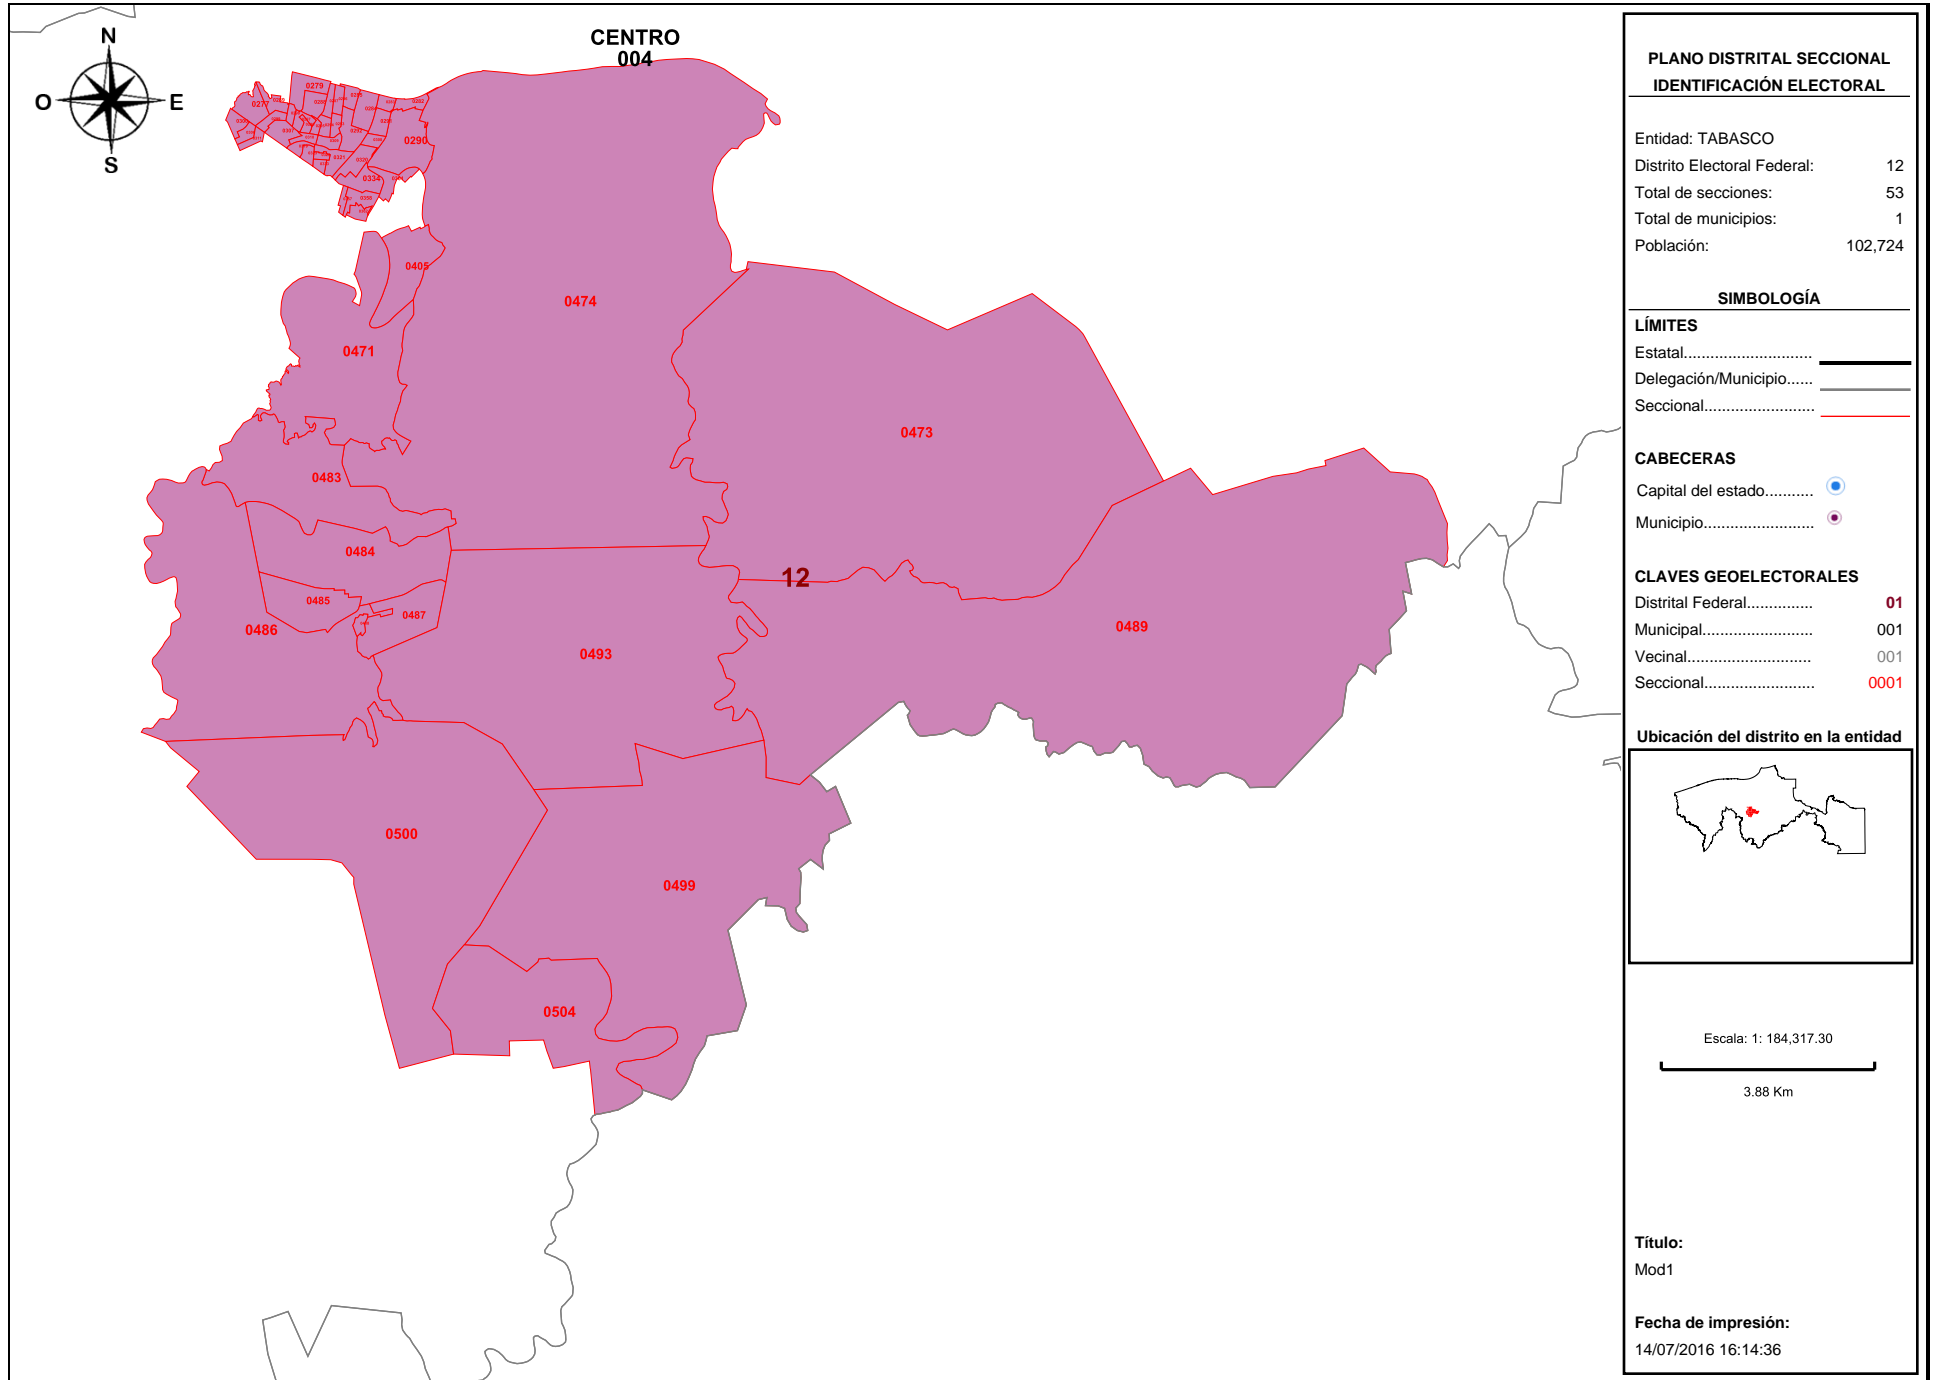 CENTRO
004
N
O
E
S
0279
0277
0290
0321
0334
0405
0474
0471
0473
0483
0484
0485
0487
0486
12
0489
0493
0500
0499
0504
PLANO DISTRITAL SECCIONAL
IDENTIFICACIÓN ELECTORAL
Entidad: TABASCO
Distrito Electoral Federal: 12
Total de secciones: 53
Total de municipios: 1
Población: 102,724
SIMBOLOGÍA
LÍMITES
Estatal............................
Delegación/Municipio......
Seccional........................
CABECERAS
Capital del estado...........
Municipio........................
CLAVES GEOELECTORALES
Distrital Federal............... 01
Municipal........................ 001
Vecinal........................... 001
Seccional........................ 0001
Ubicación del distrito en la entidad
Escala: 1: 184,317.30
3.88 Km
Título:
Mod1
Fecha de impresión:
14/07/2016 16:14:36